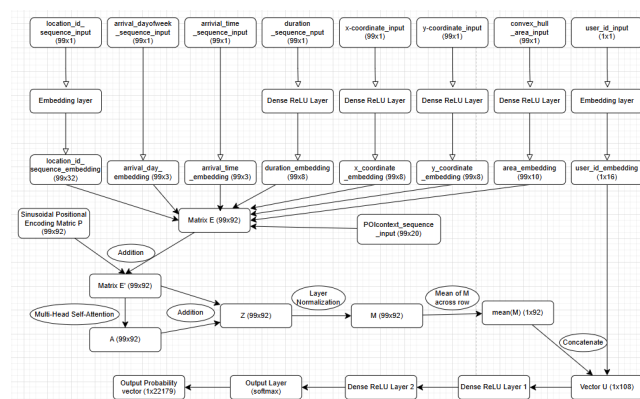 location_id_
sequence_input
(99x1)
arrival_dayofweek
_sequence_input
(99x1)
arrivial_time
_sequence_input
(99x1)
duration
_sequence_nput
(99x1)
x-coordinate_input
(99x1)
y-coordinate_input
(99x1)
convex_hull
_area_input
(99x1)
user_id_input
(1x1)
Embedding layer
Dense ReLU Layer
Dense ReLU Layer
Dense ReLU Layer
Dense ReLU Layer
Embedding layer
location_id_
sequence_embedding
(99x32)
arrival_day_
embedding (99x3)
arrival_time
_embedding (99x3)
duration_embedding
(99x8)
x_coordinate
_embedding (99x8)
y_coordinate
_embedding (99x8)
area_embedding
(99x10)
user_id_embedding
(1x16)
Sinusoidal Positional
Encoding Matric P
(99x92)
Matrix E (99x92)
POIcontext_sequence
_input (99x20)
Addition
Matrix E' (99x92)
Multi-Head Self-Attention
Addition
A (99x92)
Z (99x92)
Layer
Normalization
M (99x92)
Mean of M
across row
mean(M) (1x92)
Concatenate
Output Probability
vector (1x22179)
Output Layer
(softmax)
Dense ReLU Layer 2
Dense ReLU Layer 1
Vector U (1x108)